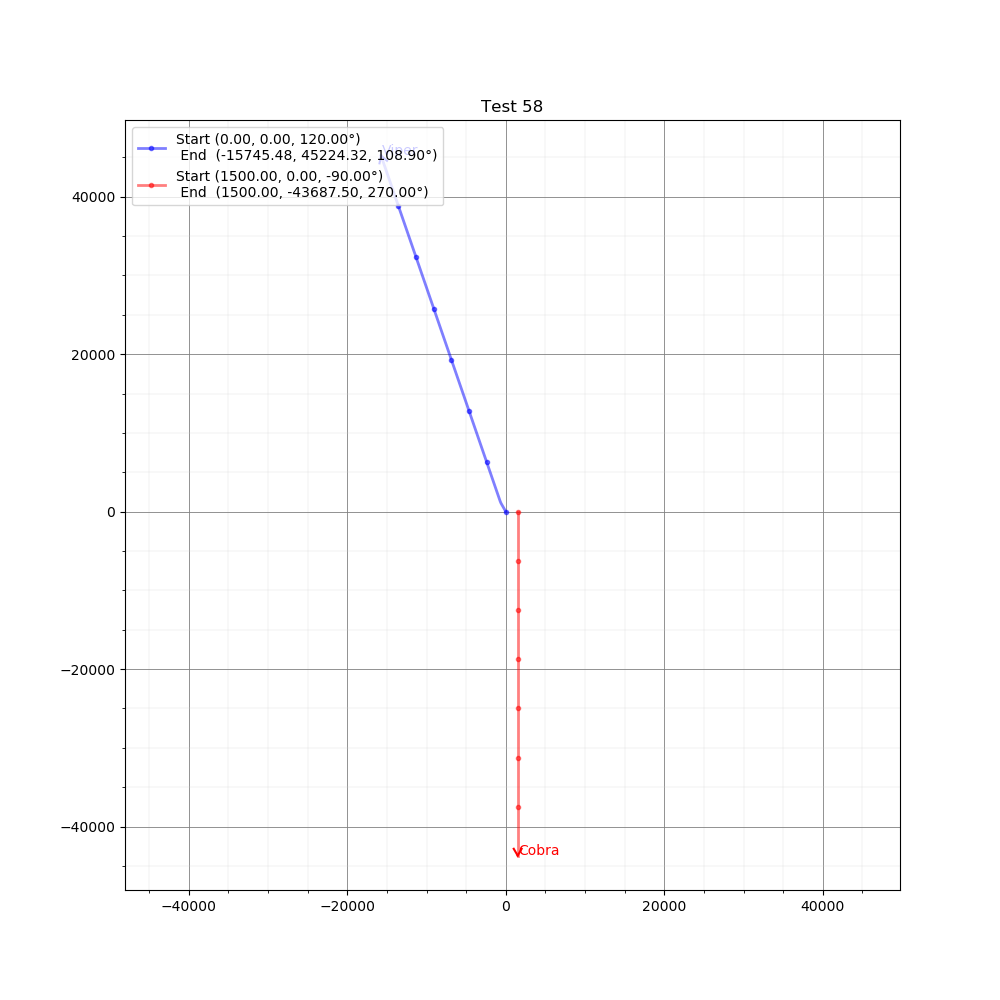 Test 58
Start (0.00, 0.00, 120.00°)
End (-15745.48, 45224.32, 108.90°)
Start (1500.00, 0.00, -90.00°)
End (1500.00, -43687.50, 270.00°)
Viper
40000
20000
0
−20000
−40000
Cobra
−40000 −20000 0 20000 40000